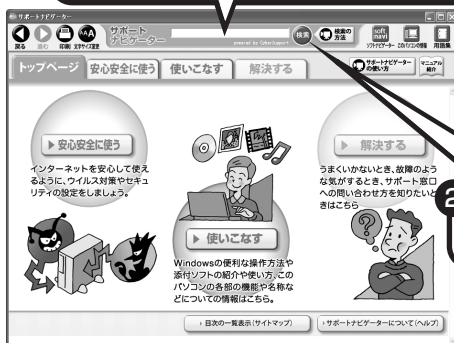 サポートナビゲーター
戻る 進む 印刷 文字サイズ変更
サポート
ナビゲーター
powered by CyberSupport
検索
検索の
方法
soft
navi
ソフトナビゲーター このパソコンの情報 用語集
トップページ 安心安全に使う 使いこなす 解決する
サポートナビゲーター
の使い方
マニュアル
紹介
安心安全に使う
インターネットを安心して使え
るように、ウイルス対策やセキュ
リティの設定をしましょう。
使いこなす
Windowsの便利な操作方法や
添付ソフトの紹介や使い方、この
パソコンの各部の機能や名称な
どについての情報はこちら。
解決する
うまくいかないとき、故障のよう
な気がするとき、サポート窓口
への問い合わせ方を知りたいと
きはこちら
2
目次の一覧表示(サイトマップ)
サポートナビゲーターについて(ヘルプ)